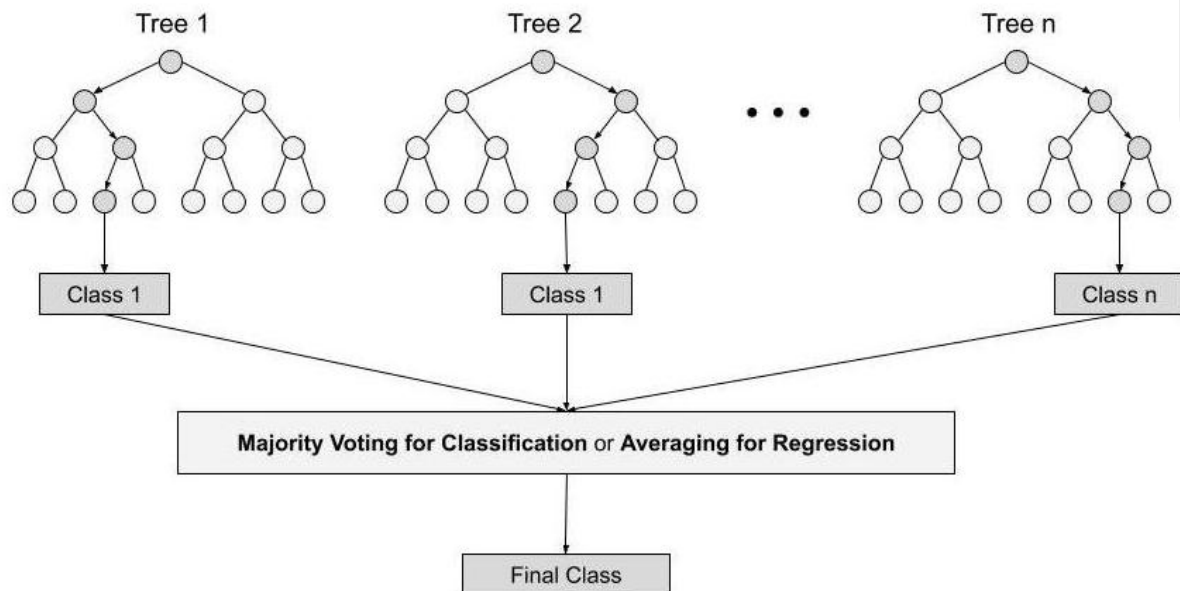 Tree 1
Tree 2
Tree n
Class 1
Class 1
Class n
Majority Voting for Classification or Averaging for Regression
Final Class